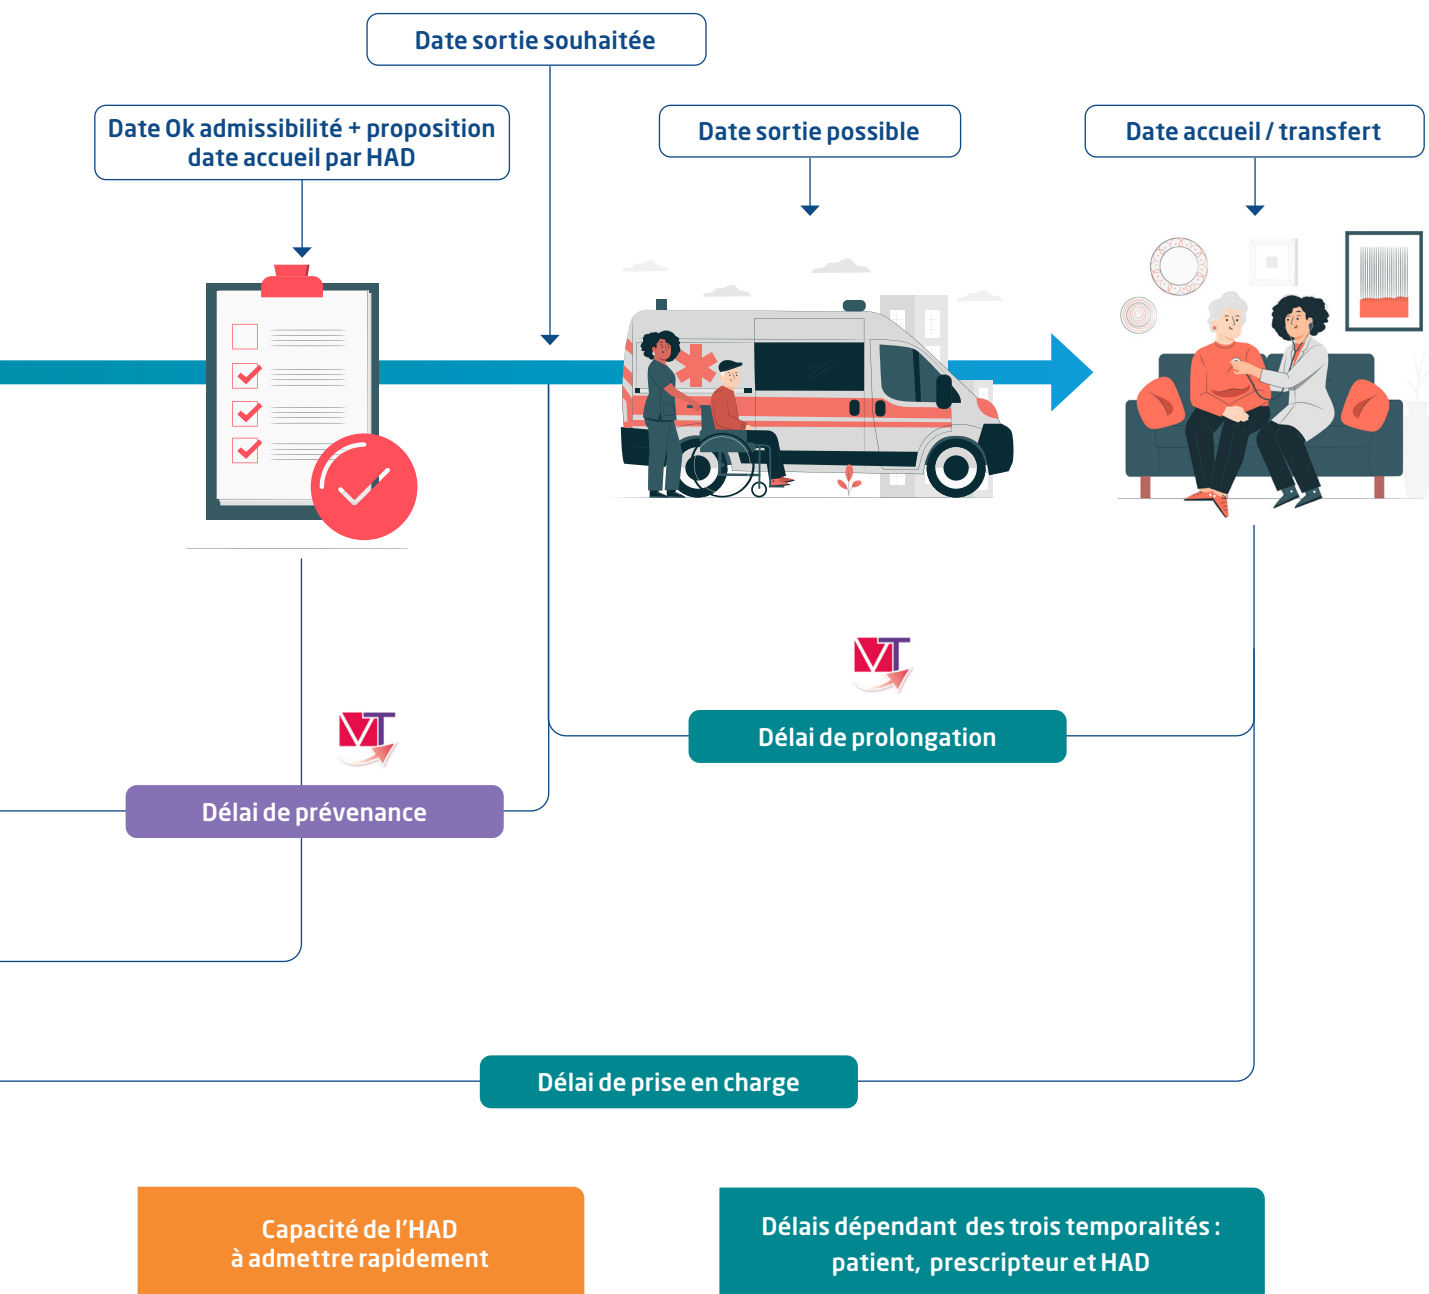 Date sortie souhaitée
Date Ok admissibilité + proposition
date accueil par HAD
Date sortie possible
Date accueil / transfert
VT
Délai de prolongation
VT
Délai de prévenance
Délai de prise en charge
Capacité de l'HAD
à admettre rapidement
Délais dépendant des trois temporalités :
patient, prescripteur et HAD